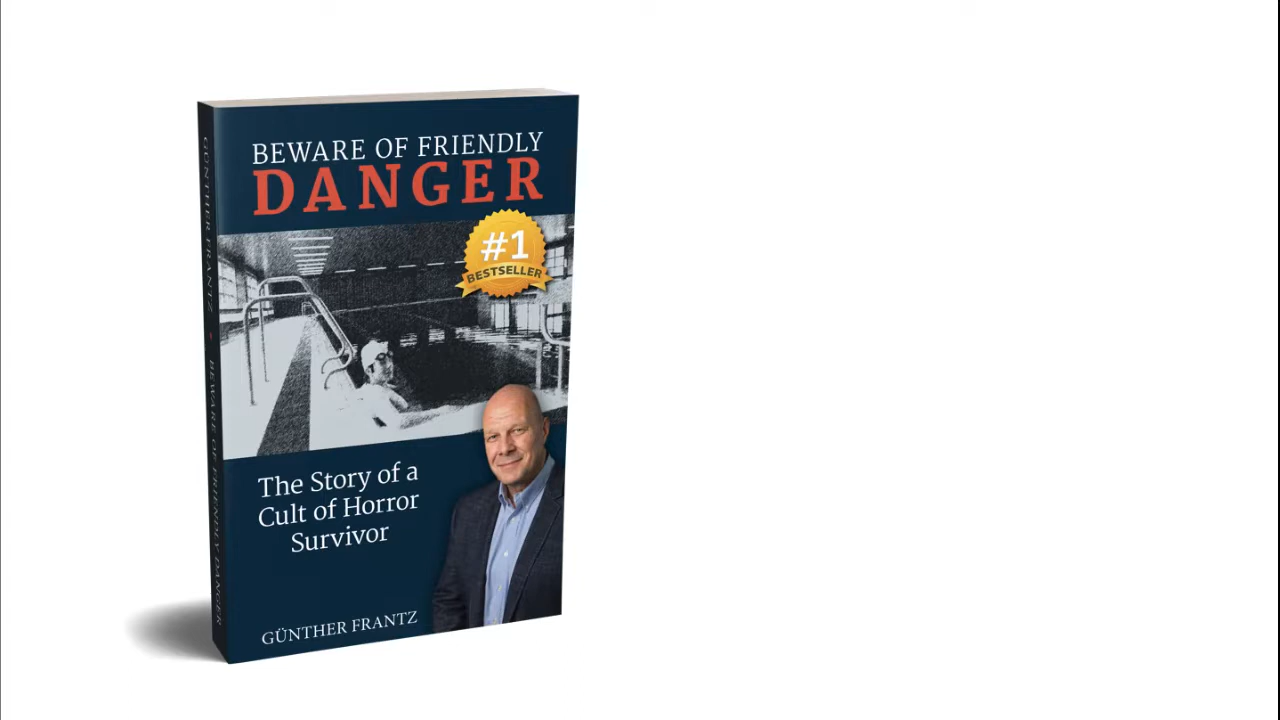 BEWARE OF FRIENDLY
DANGER
#1
BESTSELLER
The Story of a
Cult of Horror
Survivor
GÜNTHER FRANTZ
GÜNTHER FRANTZ • BEWARE OF FRIENDLY DANGER